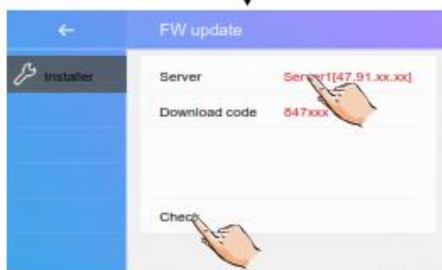 ← FW update
Installer
Server Server1[47.91.xx.xx]
Download code 847xxx
Check